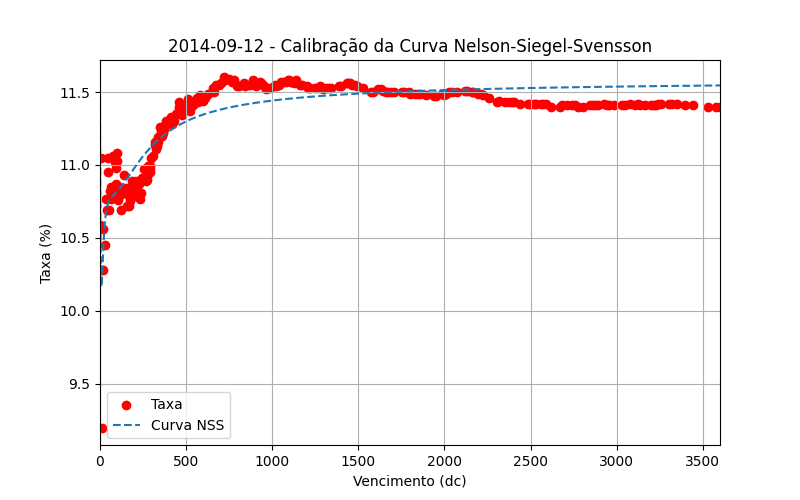 2014-09-12 - Calibração da Curva Nelson-Siegel-Svensson
Taxa (%)
11.5
11.0
10.5
10.0
9.5
Taxa
Curva NSS
0 500 1000 1500 2000 2500 3000 3500
Vencimento (dc)